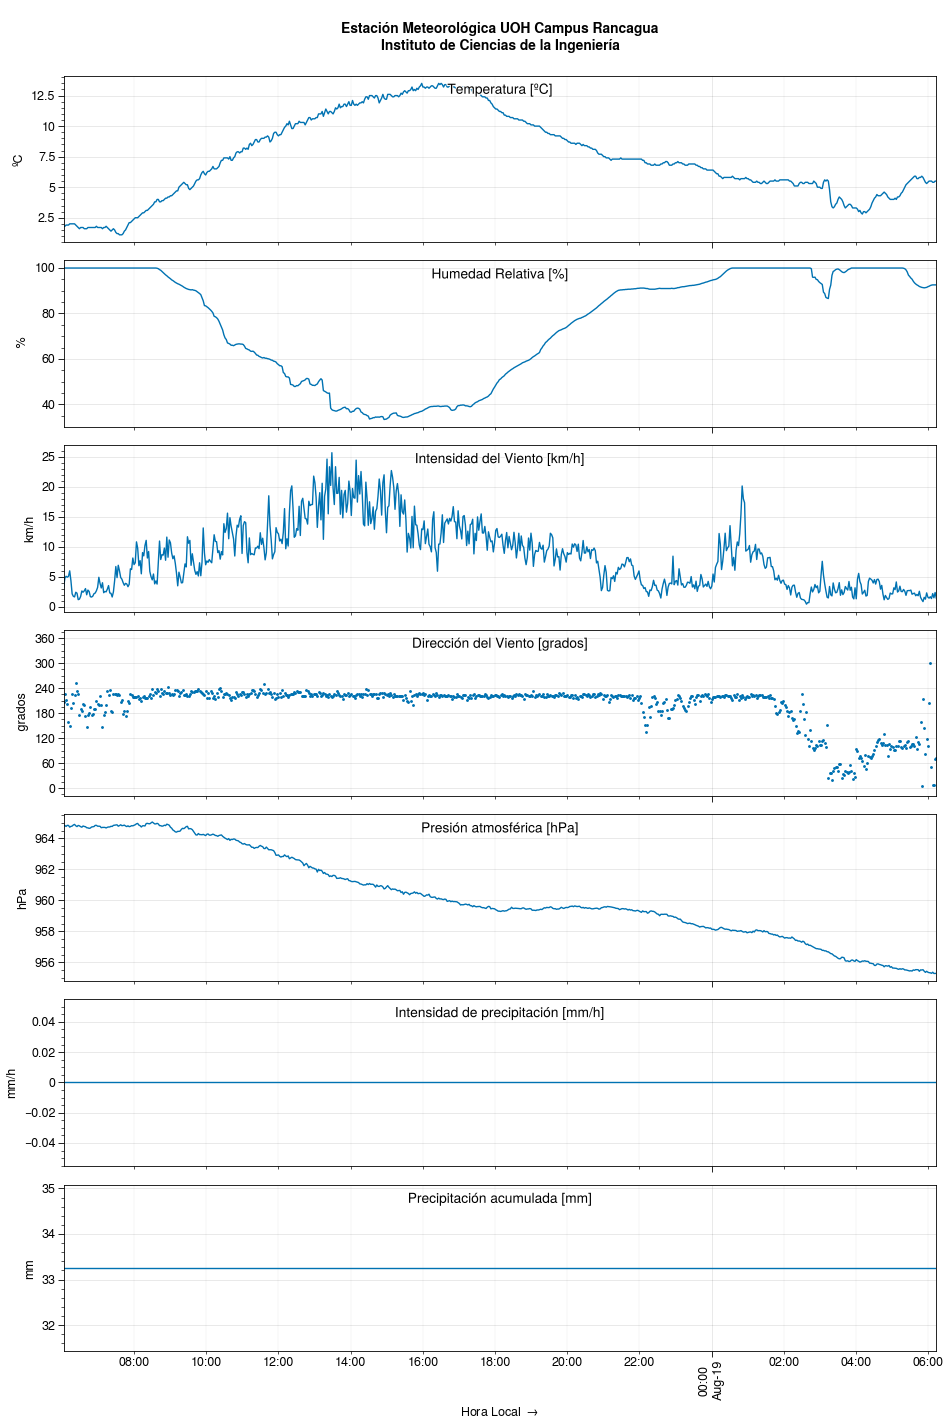 Estación Meteorológica UOH Campus Rancagua
Instituto de Ciencias de la Ingeniería
Temperatura [ºC]
12.5
10
7.5
5
2.5
ºC
Humedad Relativa [%]
100
80
60
40
%
Intensidad del Viento [km/h]
25
20
15
10
5
0
km/h
Dirección del Viento [grados]
360
300
240
180
120
60
0
grados
Presión atmosférica [hPa]
964
962
960
958
956
hPa
Intensidad de precipitación [mm/h]
0.04
0.02
0
−0.02
−0.04
mm/h
Precipitación acumulada [mm]
35
34
33
32
mm
08:00 10:00 12:00 14:00 16:00 18:00 20:00 22:00 00:00 02:00 04:00 06:00
Aug-19
Hora Local →